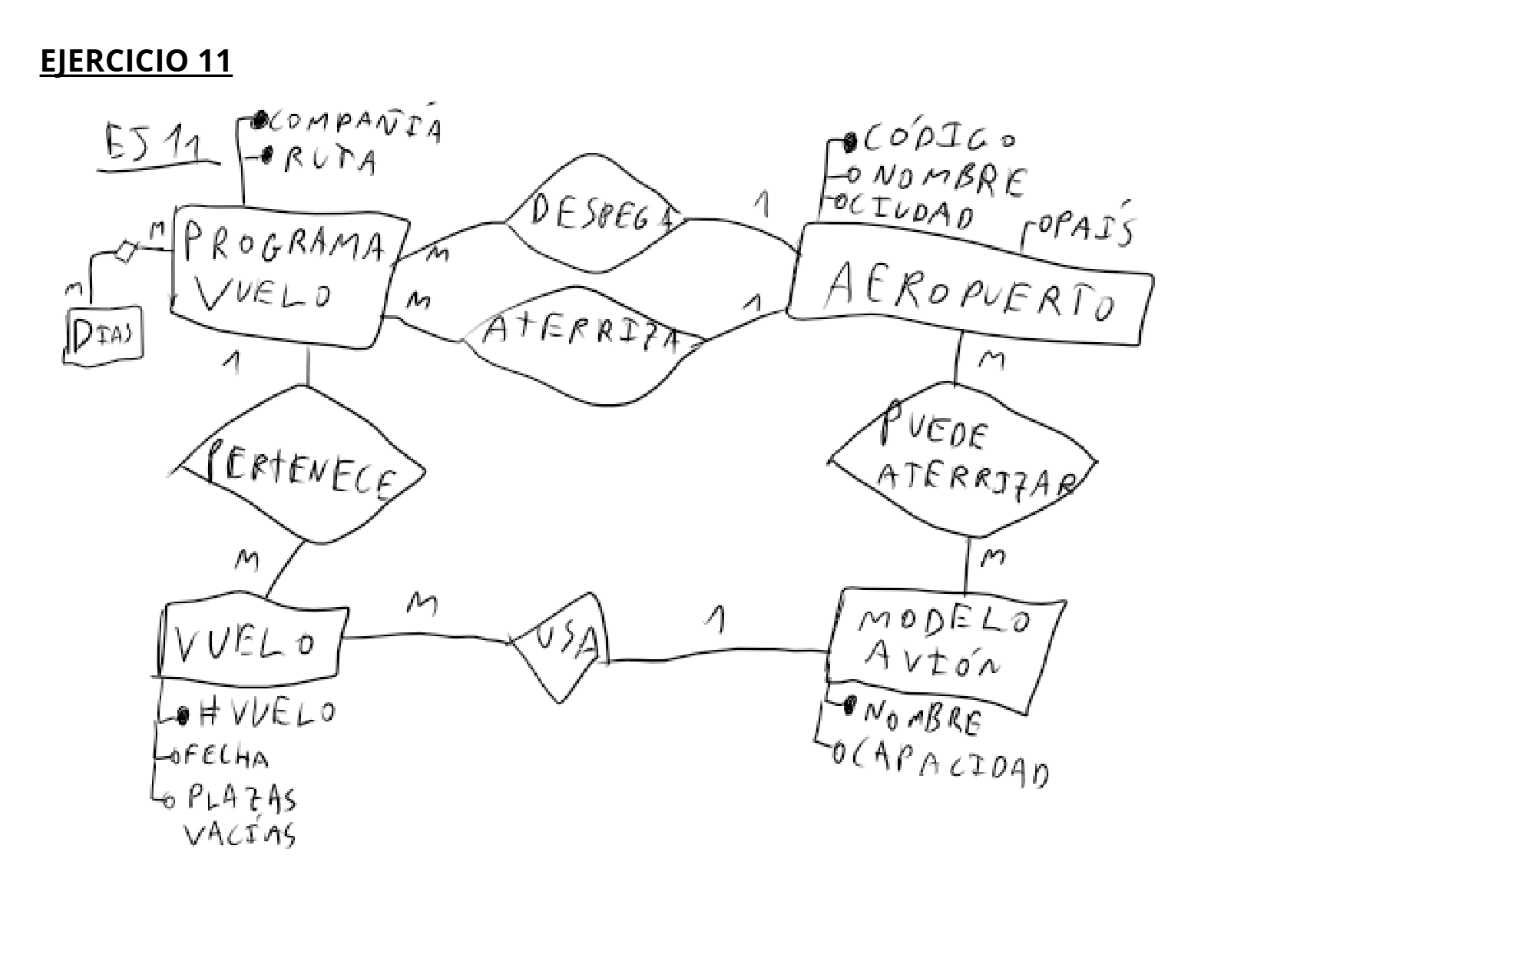 EJERCICIO 11
EJ 11
COMPAÑÍA
RUTA
PROGRAMA
VUELO
M
M
DIAS
M
DESPEGA
1
M
ATERRIZA
1
CÓDIGO
NOMBRE
CIUDAD
PAÍS
AEROPUERTO
1
PERTENECE
M
M
PUEDE
ATERRIZAR
M
VUELO
M
USA
1
MODELO
AVIÓN
# VUELO
FECHA
PLAZAS
VACÍAS
NOMBRE
CAPACIDAD